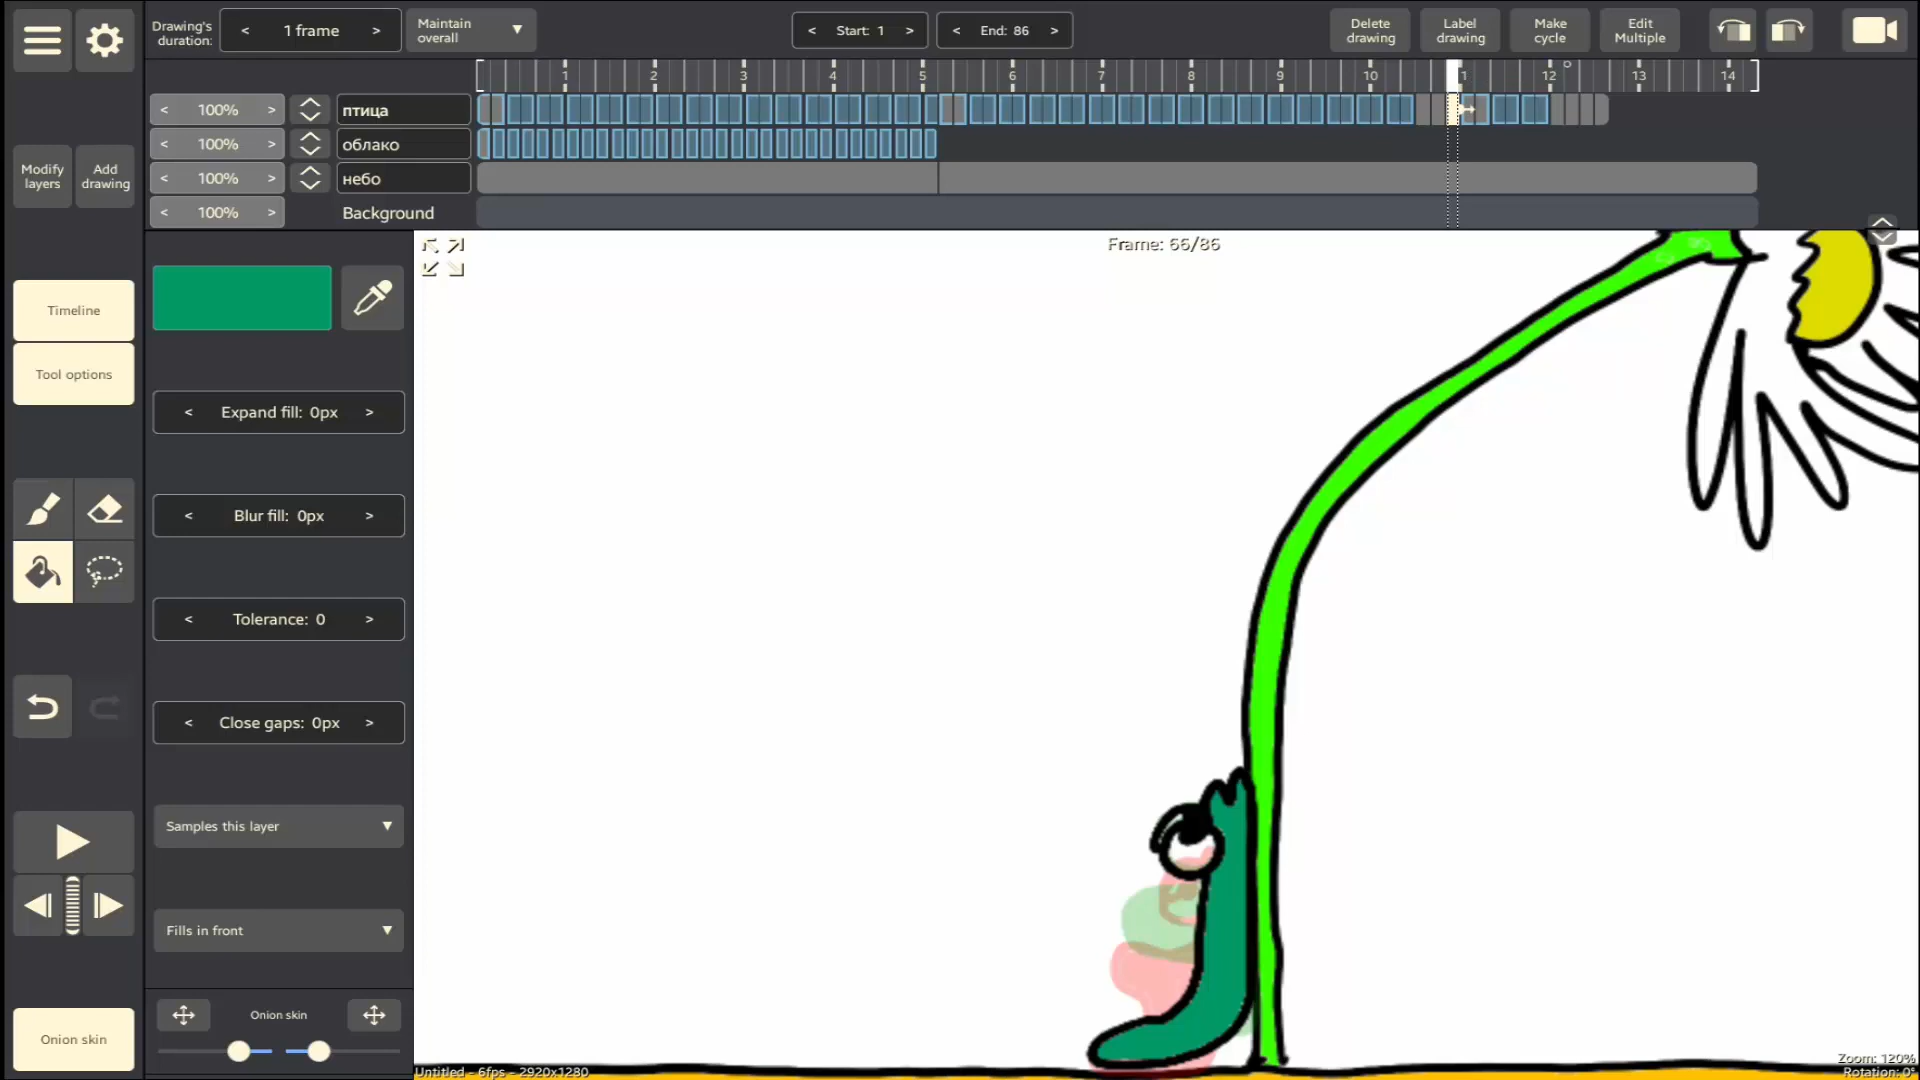 Drawing's
duration:
< 1 frame >
Maintain
overall
< Start: 1 >
< End: 86 >
Delete
drawing
Label
drawing
Make
cycle
Edit
Multiple
1 2 3 4 5 6 7 8 9 10 1 12 13 14
< 100% > птица
< 100% > облако
< 100% > небо
< 100% > Background
Modify
layers
Add
drawing
Frame: 66/86
Timeline
Tool options
< Expand fill: 0px >
< Blur fill: 0px >
< Tolerance: 0 >
< Close gaps: 0px >
Samples this layer
Fills in front
Onion skin
Onion skin
Zoom: 120%
Untitled - 6fps - 2920x1280
Rotation: 0°